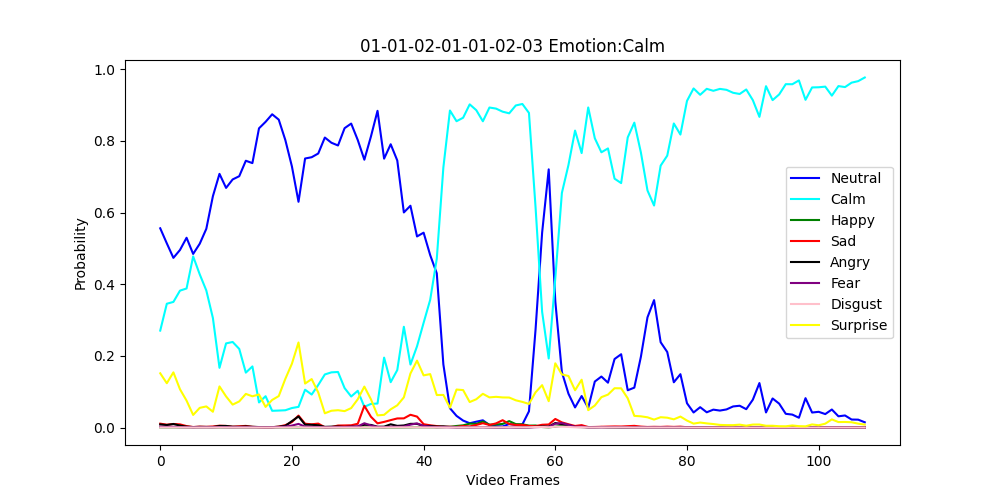 01-01-02-01-01-02-03 Emotion:Calm
Probability
1.0
0.8
0.6
0.4
0.2
0.0
0
20
40
60
80
100
Video Frames
Neutral
Calm
Happy
Sad
Angry
Fear
Disgust
Surprise